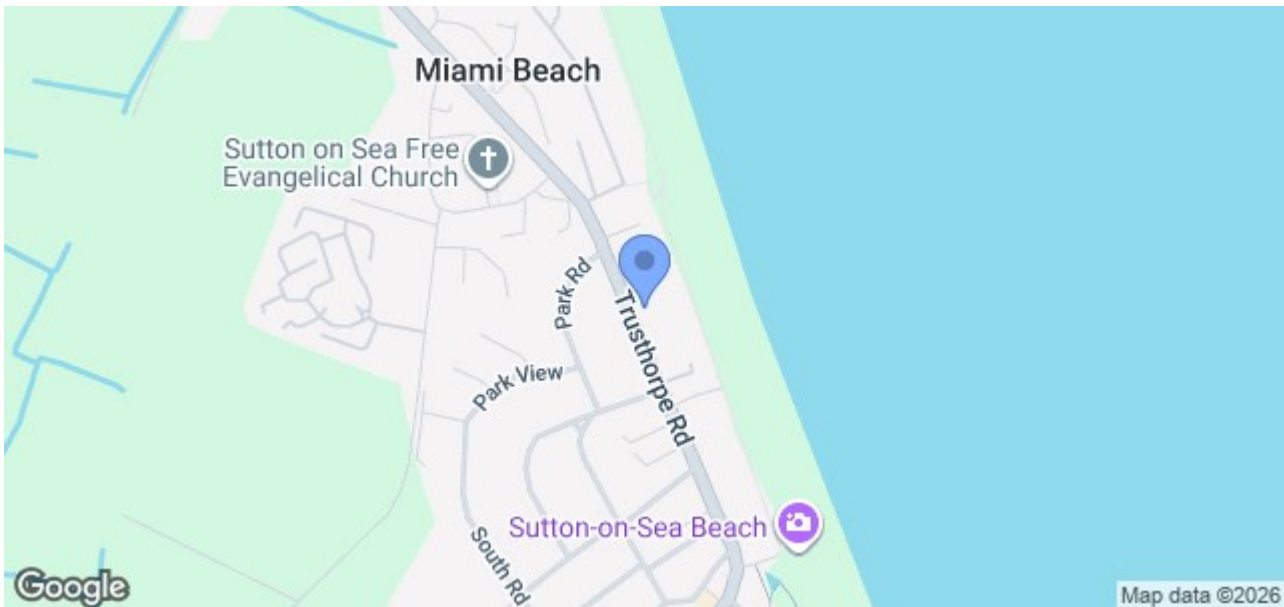 Miami Beach
Sutton on Sea Free
Evangelical Church
Park Rd
Trusthorpe Rd
Park View
Sutton-on-Sea Beach
South Rd
Google
Map data ©2026